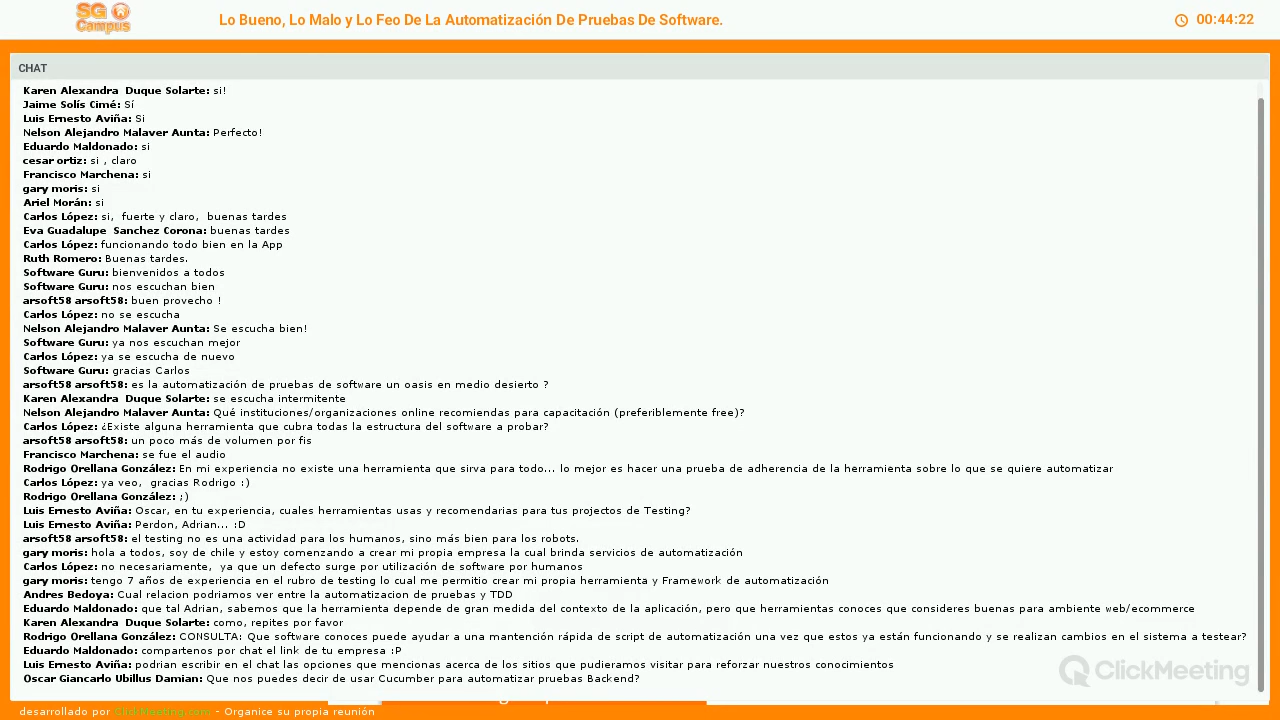 SG Campus
Lo Bueno, Lo Malo y Lo Feo De La Automatización De Pruebas De Software.
00:44:22
CHAT
Karen Alexandra  Duque Solarte: si!
Jaime Solís Cimé: Sí
Luis Ernesto Aviña: Si
Nelson Alejandro Malaver Aunta: Perfecto!
Eduardo Maldonado: si
cesar ortiz: si , claro
Francisco Marchena: si
gary moris: si
Ariel Morán: si
Carlos López: si,  fuerte y claro,  buenas tardes
Eva Guadalupe  Sanchez Corona: buenas tardes
Carlos López: funcionando todo bien en la App
Ruth Romero: Buenas tardes.
Software Guru: bienvenidos a todos
Software Guru: nos escuchan bien
arsoft58 arsoft58: buen provecho !
Carlos López: no se escucha
Nelson Alejandro Malaver Aunta: Se escucha bien!
Software Guru: ya nos escuchan mejor
Carlos López: ya se escucha de nuevo
Software Guru: gracias Carlos
arsoft58 arsoft58: es la automatización de pruebas de software un oasis en medio desierto ?
Karen Alexandra  Duque Solarte: se escucha intermitente
Nelson Alejandro Malaver Aunta: Qué instituciones/organizaciones online recomiendas para capacitación (preferiblemente free)?
Carlos López: ¿Existe alguna herramienta que cubra todas la estructura del software a probar?
arsoft58 arsoft58: un poco más de volumen por fis
Francisco Marchena: se fue el audio
Rodrigo Orellana González: En mi experiencia no existe una herramienta que sirva para todo... lo mejor es hacer una prueba de adherencia de la herramienta sobre lo que se quiere automatizar
Carlos López: ya veo,  gracias Rodrigo :)
Rodrigo Orellana González: ;)
Luis Ernesto Aviña: Oscar, en tu experiencia, cuales herramientas usas y recomendarias para tus projectos de Testing?
Luis Ernesto Aviña: Perdon, Adrian... :D
arsoft58 arsoft58: el testing no es una actividad para los humanos, sino más bien para los robots.
gary moris: hola a todos, soy de chile y estoy comenzando a crear mi propia empresa la cual brinda servicios de automatización
Carlos López: no necesariamente,  ya que un defecto surge por utilización de software por humanos
gary moris: tengo 7 años de experiencia en el rubro de testing lo cual me permitio crear mi propia herramienta y Framework de automatización
Andres Bedoya: Cual relacion podriamos ver entre la automatizacion de pruebas y TDD
Eduardo Maldonado: que tal Adrian, sabemos que la herramienta depende de gran medida del contexto de la aplicación, pero que herramientas conoces que consideres buenas para ambiente web/ecommerce
Karen Alexandra  Duque Solarte: como, repites por favor
Rodrigo Orellana González: CONSULTA: Que software conoces puede ayudar a una mantención rápida de script de automatización una vez que estos ya están funcionando y se realizan cambios en el sistema a testear?
Eduardo Maldonado: compartenos por chat el link de tu empresa :P
Luis Ernesto Aviña: podrian escribir en el chat las opciones que mencionas acerca de los sitios que pudieramos visitar para reforzar nuestros conocimientos
Oscar Giancarlo Ubillus Damian: Que nos puedes decir de usar Cucumber para automatizar pruebas Backend?
ClickMeeting
desarrollado por ClickMeeting.com - Organice su propia reunión